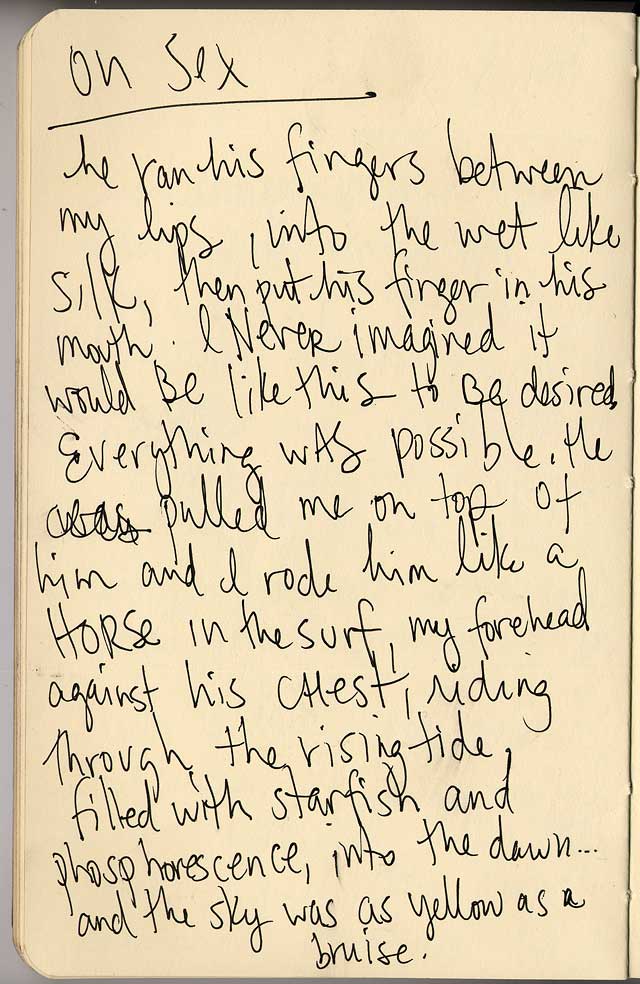 on Sex
he ran his fingers between
my lips, into the wet like
silk, then put his finger in his
mouth. I NeveR imagined it
would Be like this to Be desired.
Everything wAs possible. He
pulled me on top of
him and I rode him like a
HORSe in the surf, my forehead
against his CHest, riding
through the rising tide,
filled with starfish and
phosphorescence, into the dawn...
and the sky was as yellow as a
bruise.